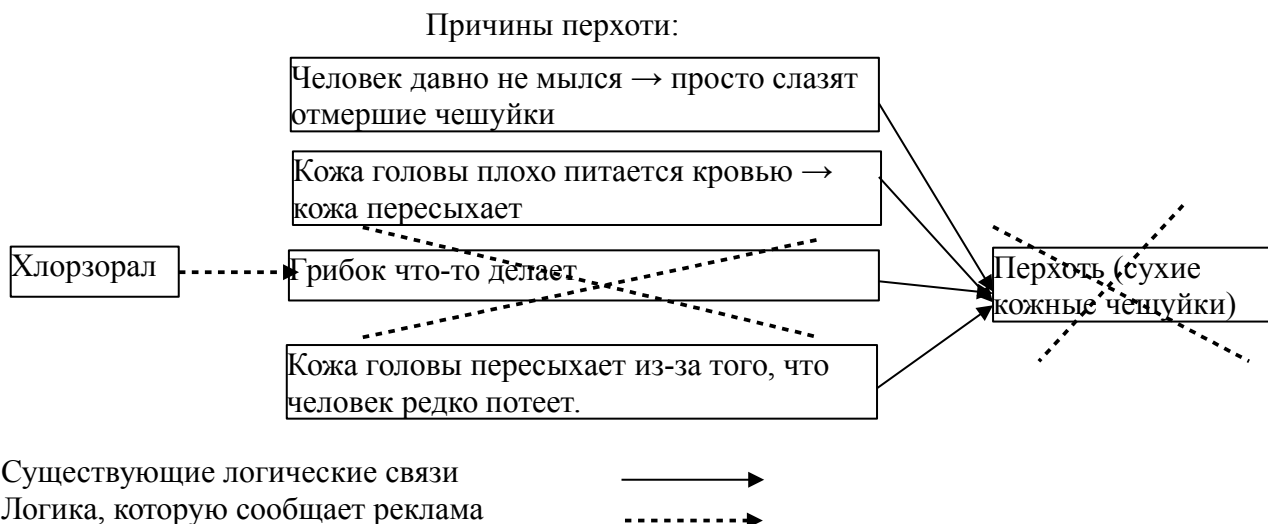 Причины перхоти:
Человек давно не мылся → просто слазят
отмершие чешуйки
Кожа головы плохо питается кровью →
кожа пересыхает
Хлорзорал
Грибок что-то делает
Перхоть (сухие
кожные чешуйки)
Кожа головы пересыхает из-за того, что
человек редко потеет.
Существующие логические связи
Логика, которую сообщает реклама